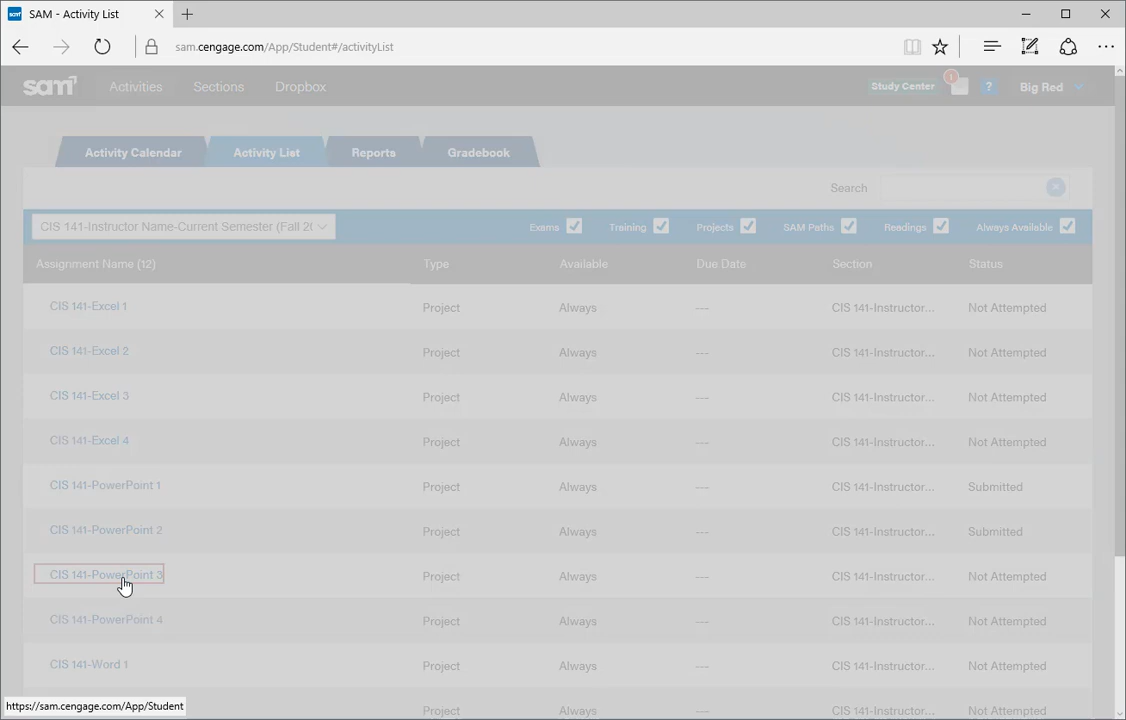 SAM - Activity List
sam.cengage.com/App/Student#/activityList
sam Activities Sections Dropbox Study Center 1 ? Big Red
Activity Calendar Activity List Reports Gradebook
Search
CIS 141-Instructor Name-Current Semester (Fall 20 Exams Training Projects SAM Paths Readings Always Available
Assignment Name (12) Type Available Due Date Section Status
CIS 141-Excel 1 Project Always --- CIS 141-Instructor... Not Attempted
CIS 141-Excel 2 Project Always --- CIS 141-Instructor... Not Attempted
CIS 141-Excel 3 Project Always --- CIS 141-Instructor... Not Attempted
CIS 141-Excel 4 Project Always --- CIS 141-Instructor... Not Attempted
CIS 141-PowerPoint 1 Project Always --- CIS 141-Instructor... Submitted
CIS 141-PowerPoint 2 Project Always --- CIS 141-Instructor... Submitted
CIS 141-PowerPoint 3 Project Always --- CIS 141-Instructor... Not Attempted
CIS 141-PowerPoint 4 Project Always --- CIS 141-Instructor... Not Attempted
CIS 141-Word 1 Project Always --- CIS 141-Instructor... Not Attempted
Project Always --- CIS 141-Instructor... Not Attempted
https://sam.cengage.com/App/Student